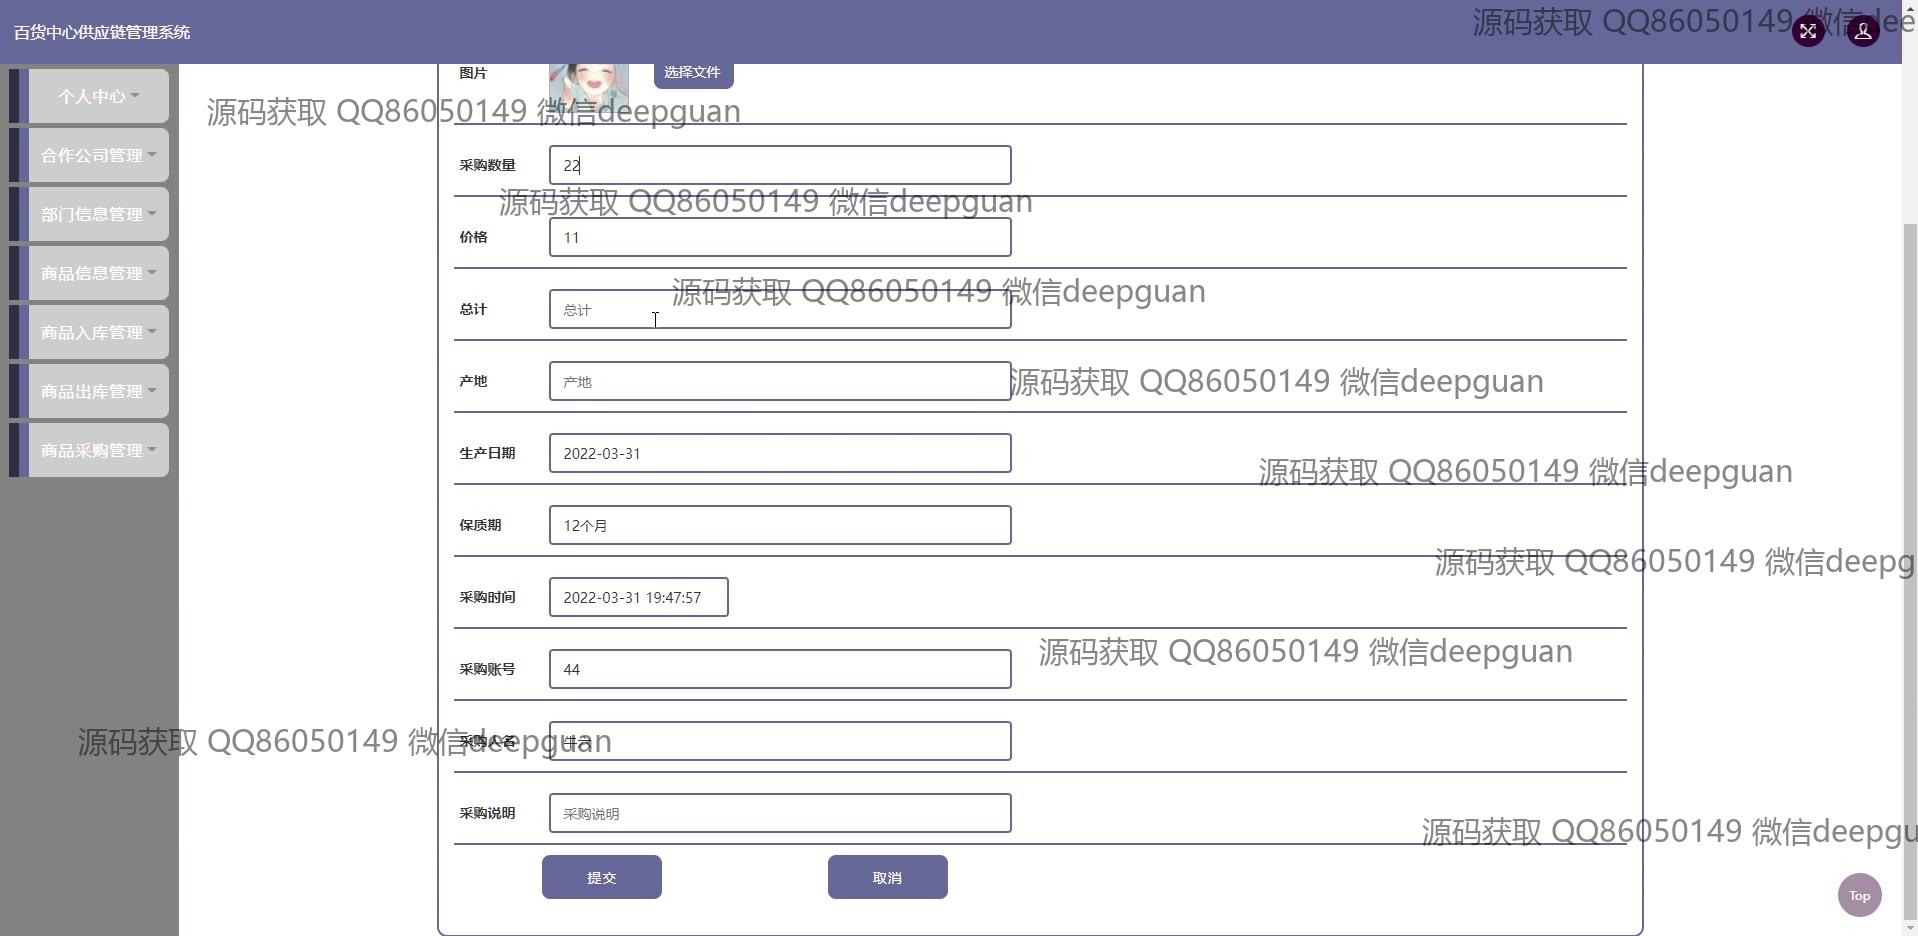 百货中心供应链管理系统
源码获取 QQ86050149 微信dee
个人中心
合作公司管理
部门信息管理
商品信息管理
商品入库管理
商品出库管理
商品采购管理
图片
选择文件
源码获取 QQ86050149 微信deepguan
采购数量
22
源码获取 QQ86050149 微信deepguan
价格
11
源码获取 QQ86050149 微信deepguan
总计
总计
产地
产地
源码获取 QQ86050149 微信deepguan
生产日期
2022-03-31
源码获取 QQ86050149 微信deepguan
保质期
12个月
源码获取 QQ86050149 微信deepg
采购时间
2022-03-31 19:47:57
源码获取 QQ86050149 微信deepguan
采购账号
44
源码获取 QQ86050149 微信deepguan
采购人名
采购说明
采购说明
源码获取 QQ86050149 微信deepgu
提交
取消
Top